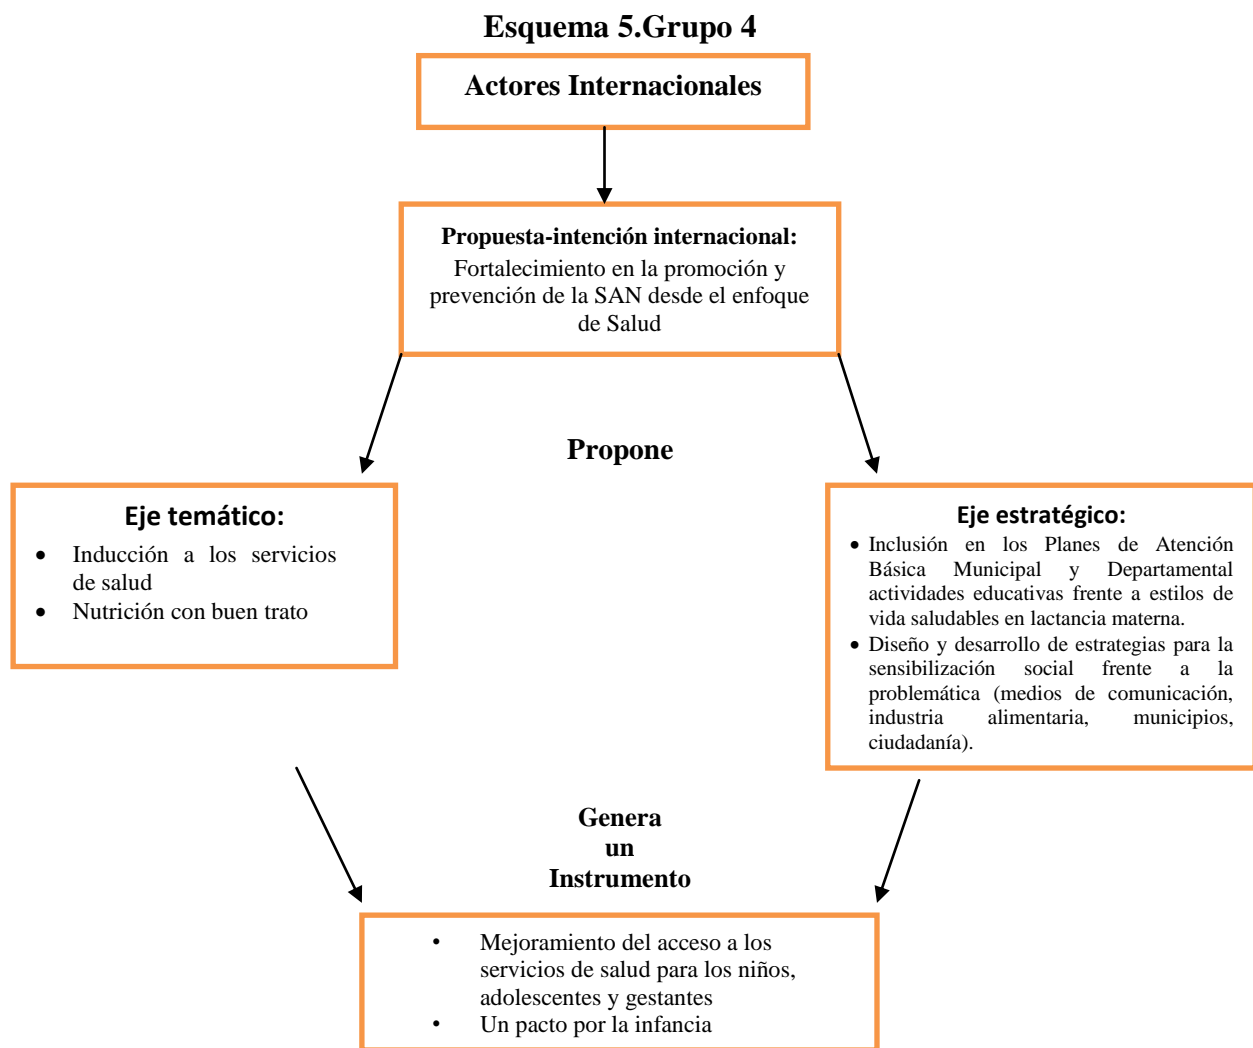 Esquema 5.Grupo 4
Actores Internacionales
Propuesta-intención internacional:
Fortalecimiento en la promoción y
prevención de la SAN desde el enfoque
de Salud
Propone
Eje temático:
• Inducción a los servicios
de salud
• Nutrición con buen trato
Eje estratégico:
• Inclusión en los Planes de Atención
Básica Municipal y Departamental
actividades educativas frente a estilos de
vida saludables en lactancia materna.
• Diseño y desarrollo de estrategias para la
sensibilización social frente a la
problemática (medios de comunicación,
industria alimentaria, municipios,
ciudadanía).
Genera
un
Instrumento
• Mejoramiento del acceso a los
servicios de salud para los niños,
adolescentes y gestantes
• Un pacto por la infancia